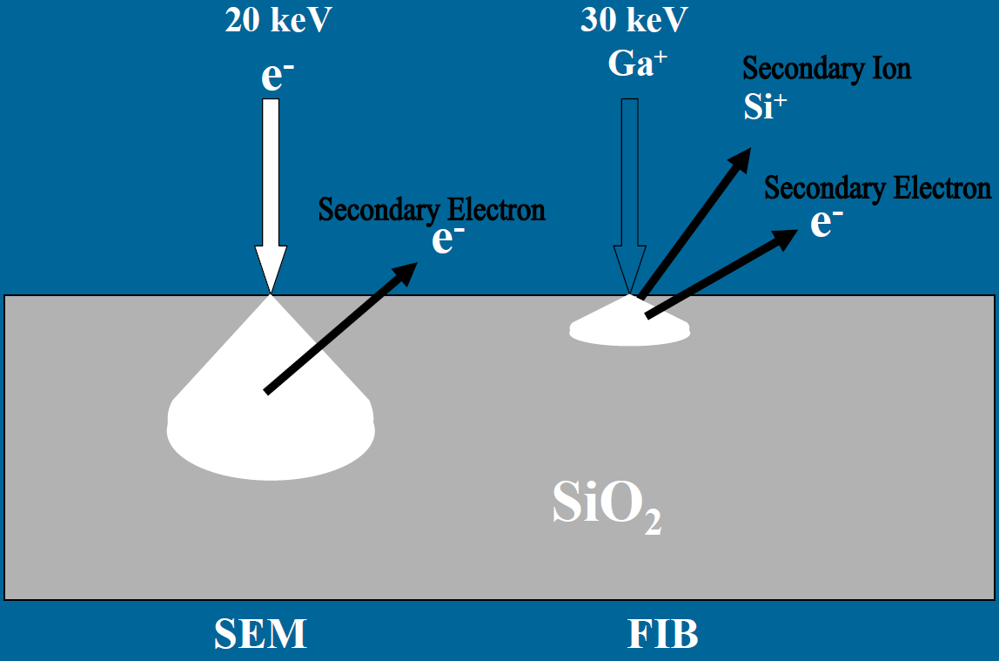 20 keV
e⁻
30 keV
Ga⁺
Secondary Ion
Si⁺
Secondary Electron
e⁻
Secondary Electron
e⁻
SiO₂
SEM
FIB